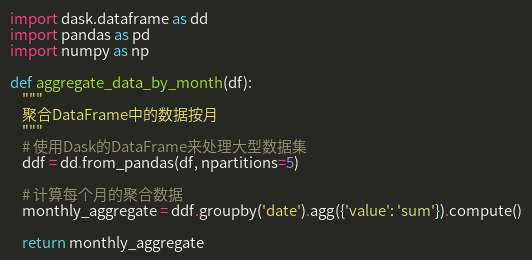 import dask.dataframe as dd
import pandas as pd
import numpy as np
def aggregate_data_by_month(df):
"""
聚合DataFrame中的数据按月
"""
# 使用Dask的DataFrame来处理大型数据集
ddf = dd.from_pandas(df, npartitions=5)
# 计算每个月的聚合数据
monthly_aggregate = ddf.groupby('date').agg({'value': 'sum'}).compute()
return monthly_aggregate